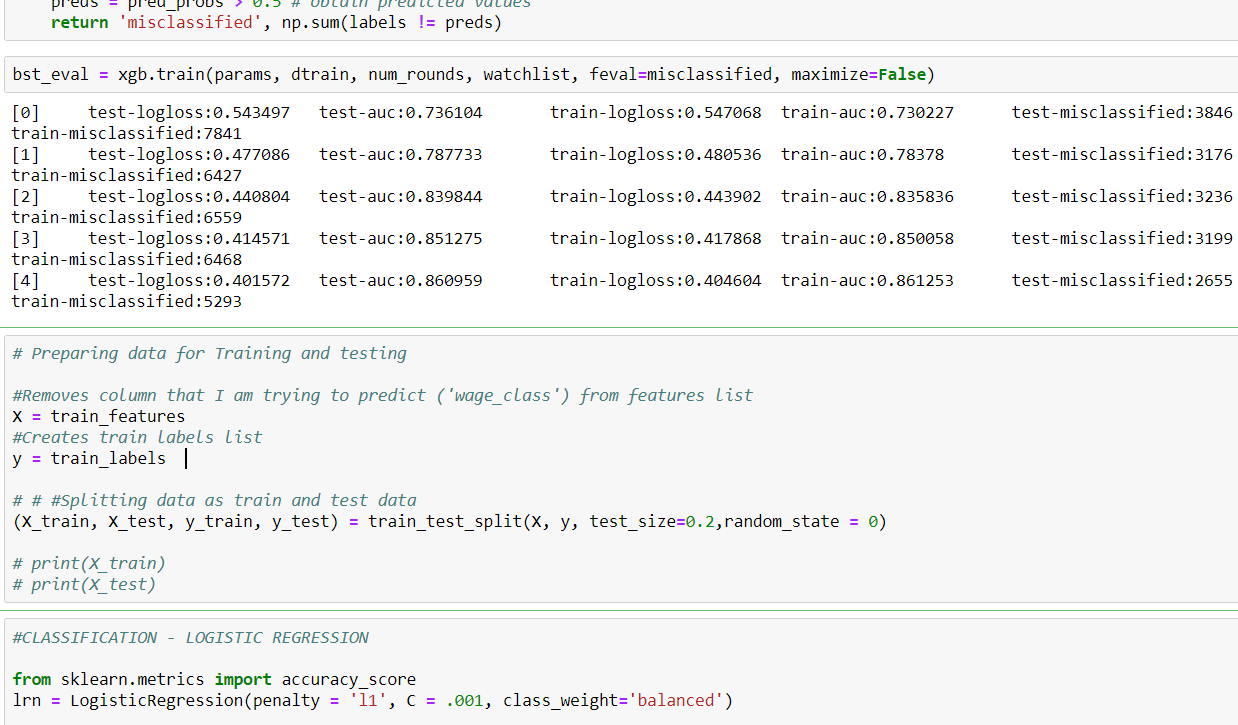 preds = pred_probs > 0.5 # obtain predicted values
return 'misclassified', np.sum(labels != preds)
bst_eval = xgb.train(params, dtrain, num_rounds, watchlist, feval=misclassified, maximize=False)
[0] test-logloss:0.543497 test-auc:0.736104 train-logloss:0.547068 train-auc:0.730227 test-misclassified:3846
train-misclassified:7841
[1] test-logloss:0.477086 test-auc:0.787733 train-logloss:0.480536 train-auc:0.78378 test-misclassified:3176
train-misclassified:6427
[2] test-logloss:0.440804 test-auc:0.839844 train-logloss:0.443902 train-auc:0.835836 test-misclassified:3236
train-misclassified:6559
[3] test-logloss:0.414571 test-auc:0.851275 train-logloss:0.417868 train-auc:0.850058 test-misclassified:3199
train-misclassified:6468
[4] test-logloss:0.401572 test-auc:0.860959 train-logloss:0.404604 train-auc:0.861253 test-misclassified:2655
train-misclassified:5293
# Preparing data for Training and testing
#Removes column that I am trying to predict ('wage_class') from features list
X = train_features
#Creates train labels list
y = train_labels
# # #Splitting data as train and test data
(X_train, X_test, y_train, y_test) = train_test_split(X, y, test_size=0.2,random_state = 0)
# print(X_train)
# print(X_test)
#CLASSIFICATION - LOGISTIC REGRESSION
from sklearn.metrics import accuracy_score
lrn = LogisticRegression(penalty = 'l1', C = .001, class_weight='balanced')